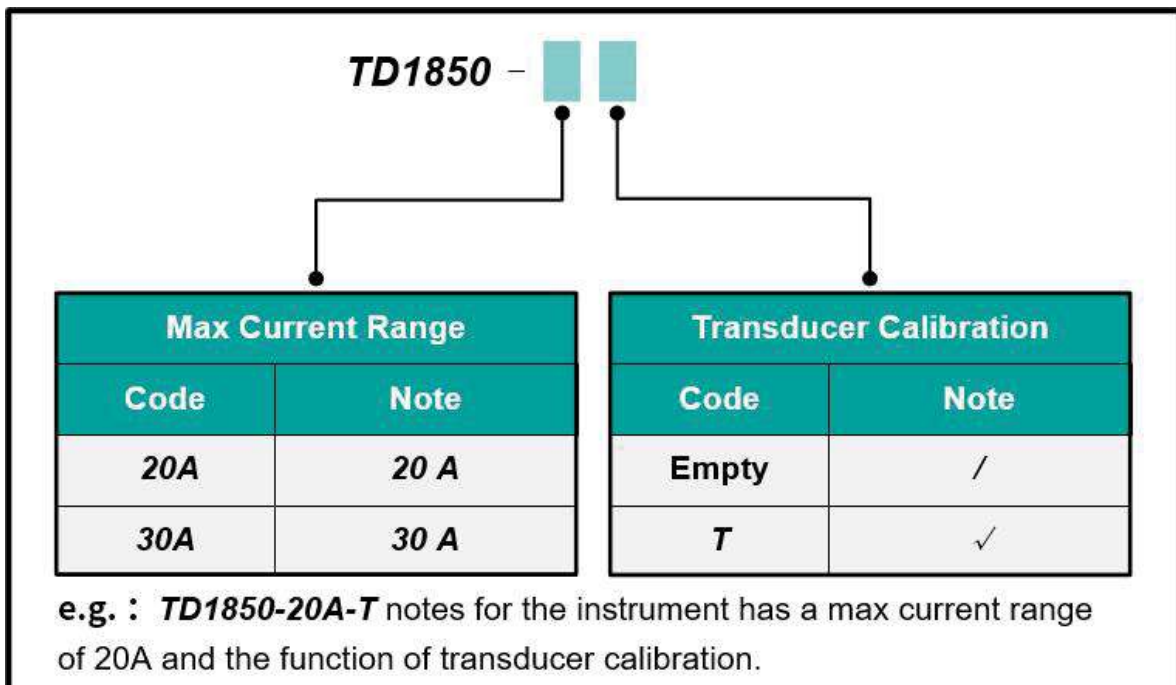 TD1850 –
Max Current Range
Code Note
20A 20 A
30A 30 A
Transducer Calibration
Code Note
Empty /
T √
e.g.： TD1850-20A-T notes for the instrument has a max current range
of 20A and the function of transducer calibration.